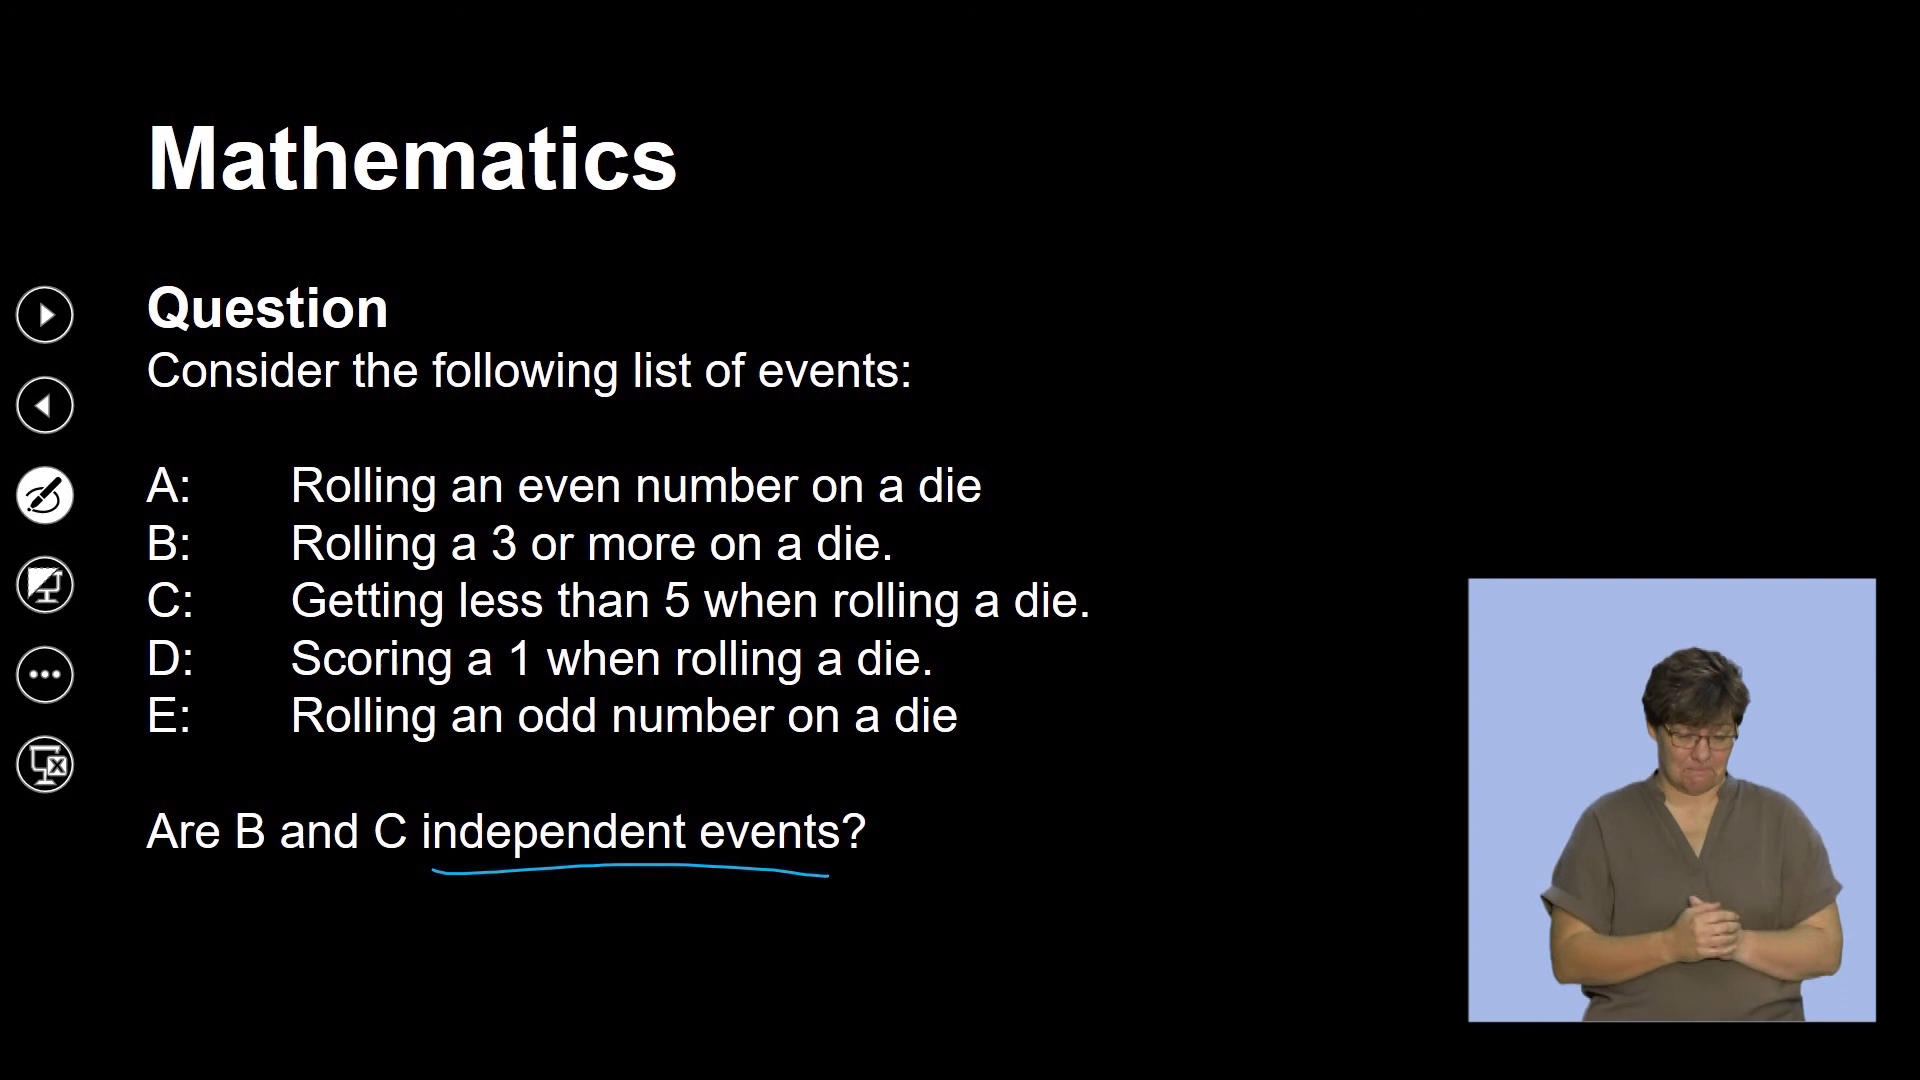 Mathematics
Question
Consider the following list of events:
A: Rolling an even number on a die
B: Rolling a 3 or more on a die.
C: Getting less than 5 when rolling a die.
D: Scoring a 1 when rolling a die.
E: Rolling an odd number on a die
Are B and C independent events?